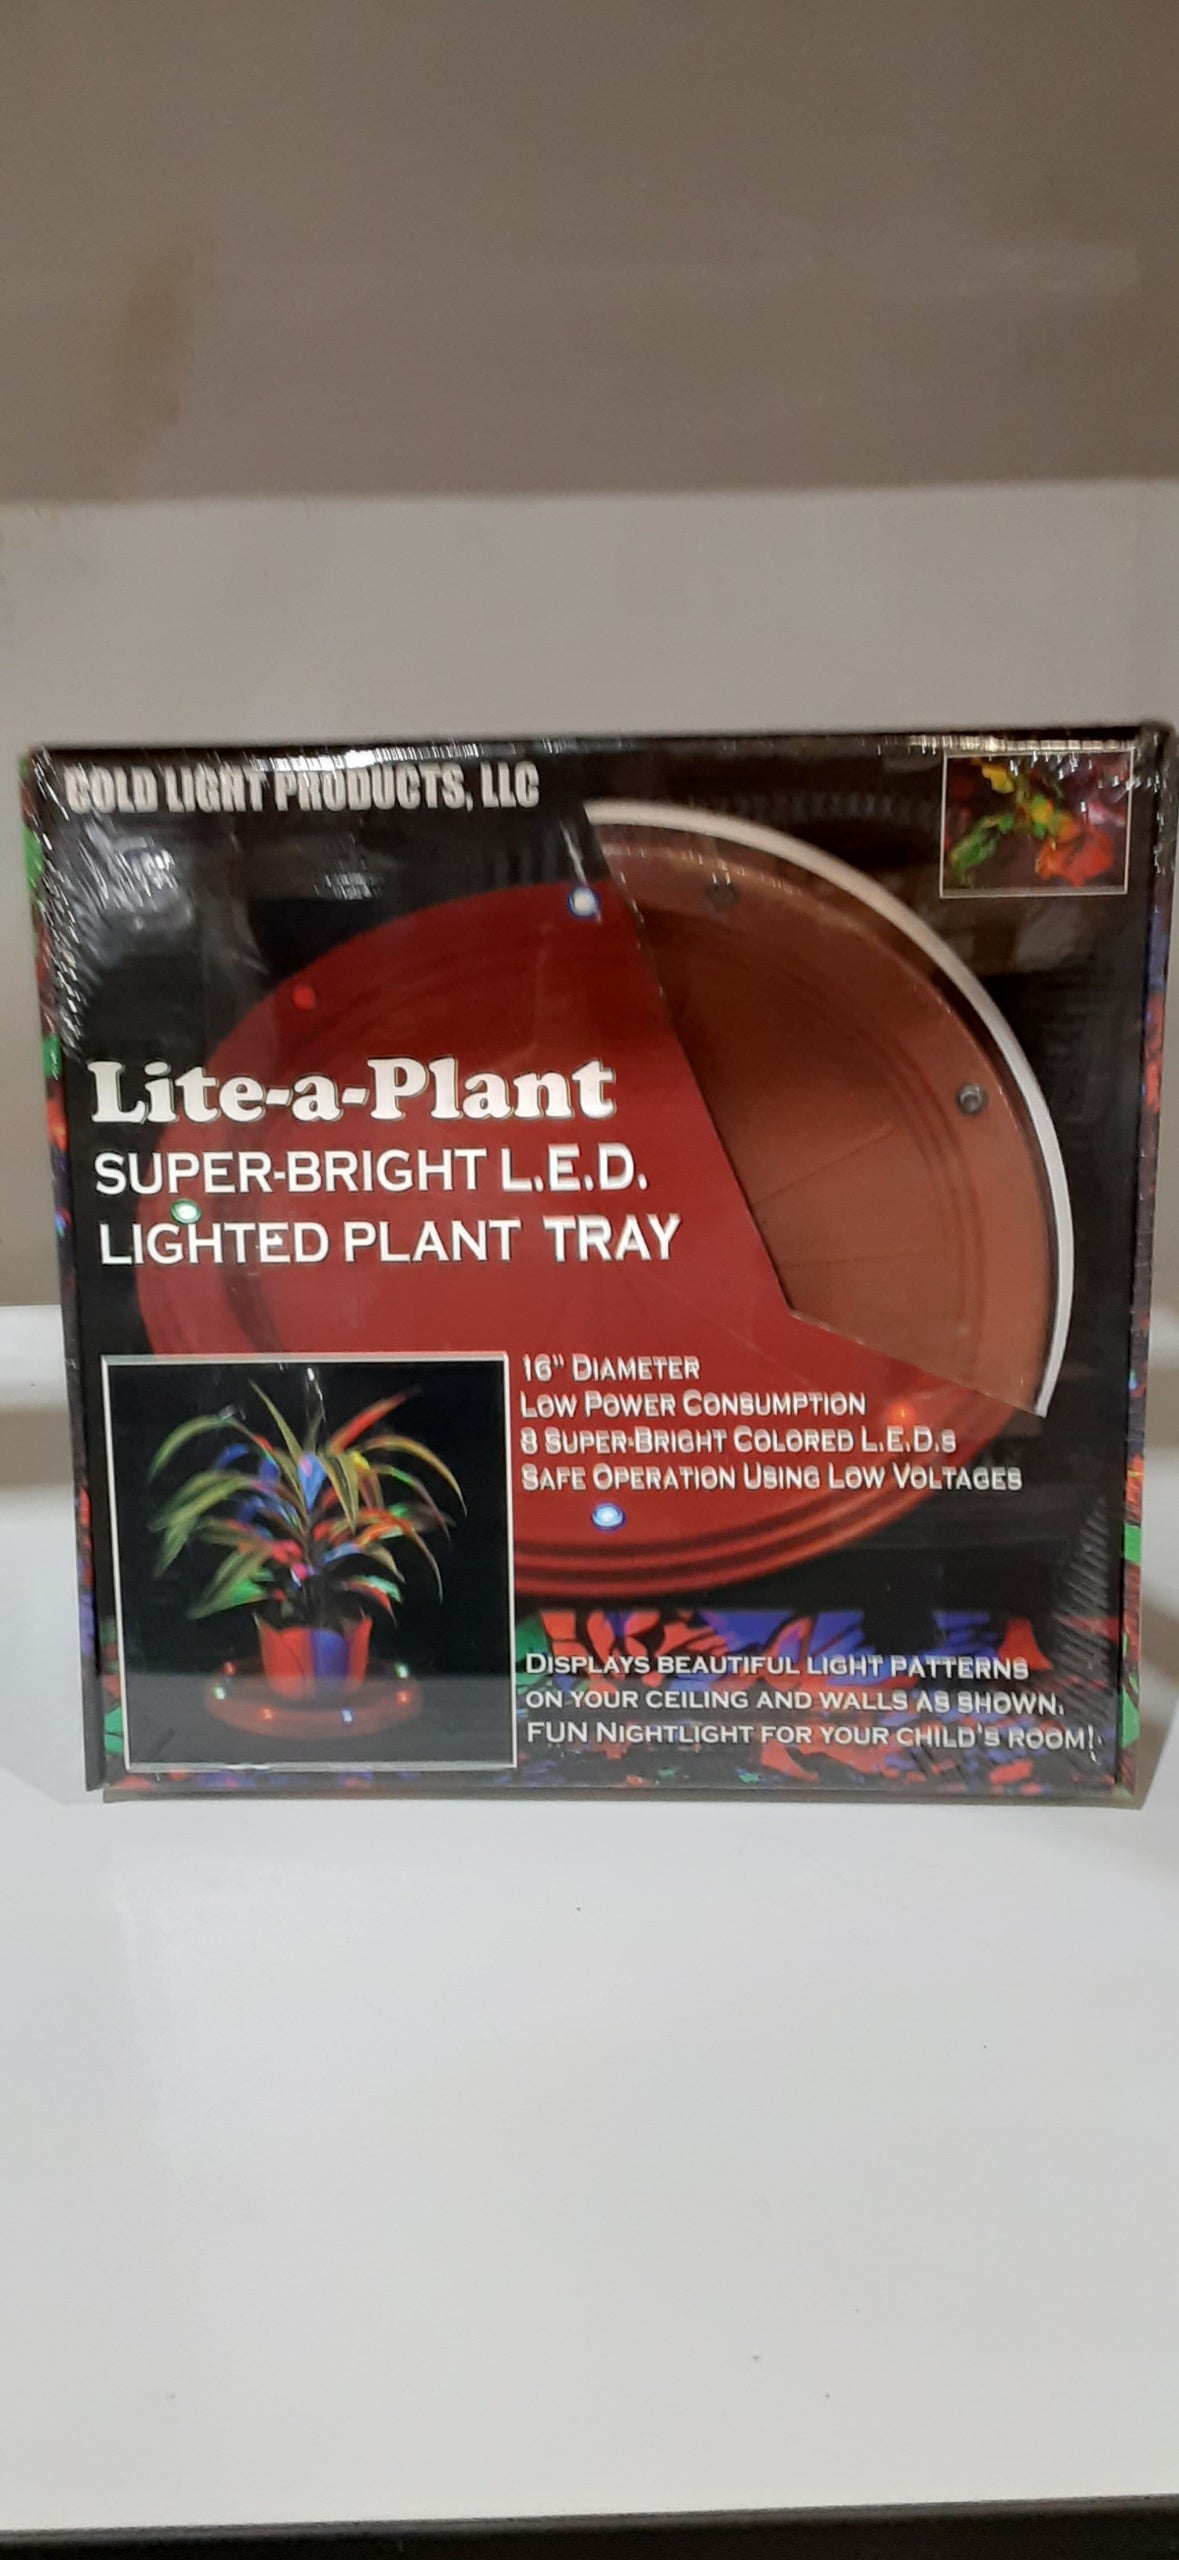 COLD LIGHT PRODUCTS, LLC
Lite-a-Plant
SUPER-BRIGHT L.E.D.
LIGHTED PLANT TRAY
16" DIAMETER
LOW POWER CONSUMPTION
8 SUPER-BRIGHT COLORED L.E.D.S
SAFE OPERATION USING LOW VOLTAGES
DISPLAYS BEAUTIFUL LIGHT PATTERNS
ON YOUR CEILING AND WALLS AS SHOWN.
FUN NIGHTLIGHT FOR YOUR CHILD'S ROOM!